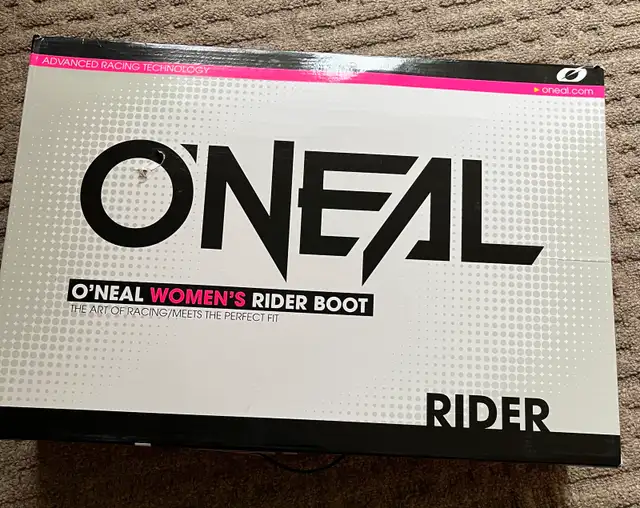 ADVANCED RACING TECHNOLOGY
oneal.com
O'NEAL
O'NEAL WOMEN'S RIDER BOOT
THE ART OF RACING/MEETS THE PERFECT FIT
RIDER